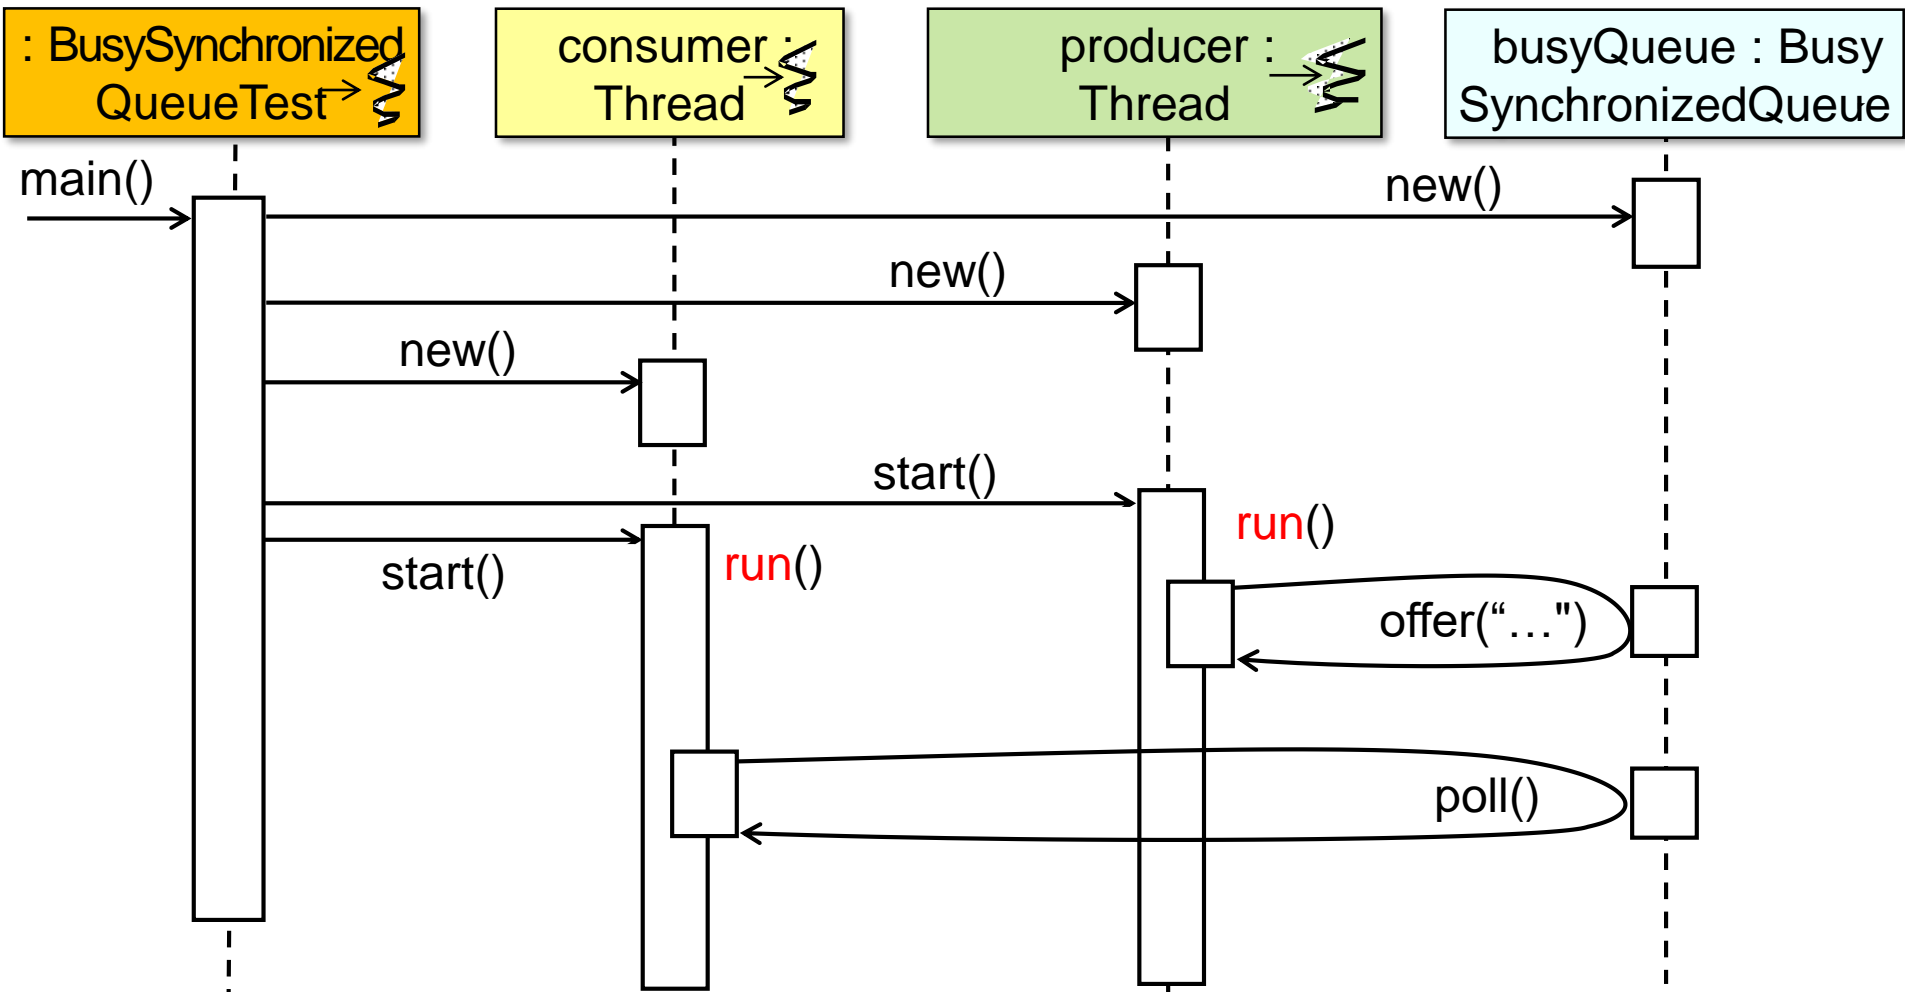 : BusySynchronized
QueueTest
consumer :
Thread
producer :
Thread
busyQueue : Busy
SynchronizedQueue
main()
new()
new()
new()
start()
start()
run()
run()
offer(“…")
poll()